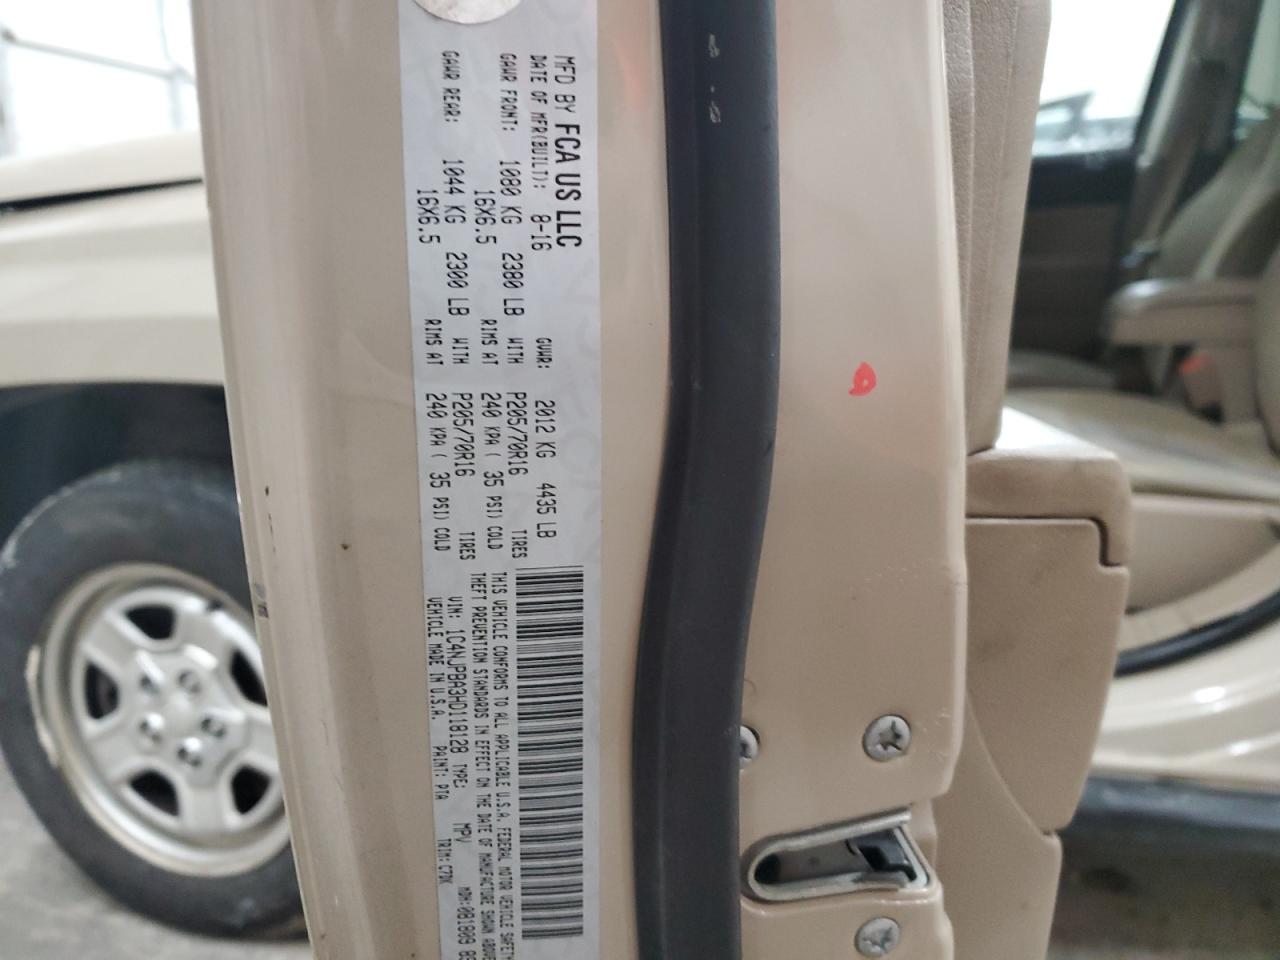 MFD BY FCA US LLC
DATE OF MFR(BUILT): 8-16 GVWR: 2012 KG 4435 LB
GAWR FRONT: 1080 KG 2380 LB WITH P205/70R16 TIRES
16X6.5 RIMS AT 240 KPA ( 35 PSI) COLD
GAWR REAR: 1044 KG 2300 LB WITH P205/70R16 TIRES
16X6.5 RIMS AT 240 KPA ( 35 PSI) COLD
THIS VEHICLE CONFORMS TO ALL APPLICABLE U.S.A. FEDERAL MOTOR VEHICLE SAFETY
THEFT PREVENTION STANDARDS IN EFFECT ON THE DATE OF MANUFACTURE SHOWN ABOVE
VIN: 1C4NJPBA3HD118128 TYPE: MPV MDH:081809
VEHICLE MADE IN U.S.A. PAINT: PTA TRIM: C7DK